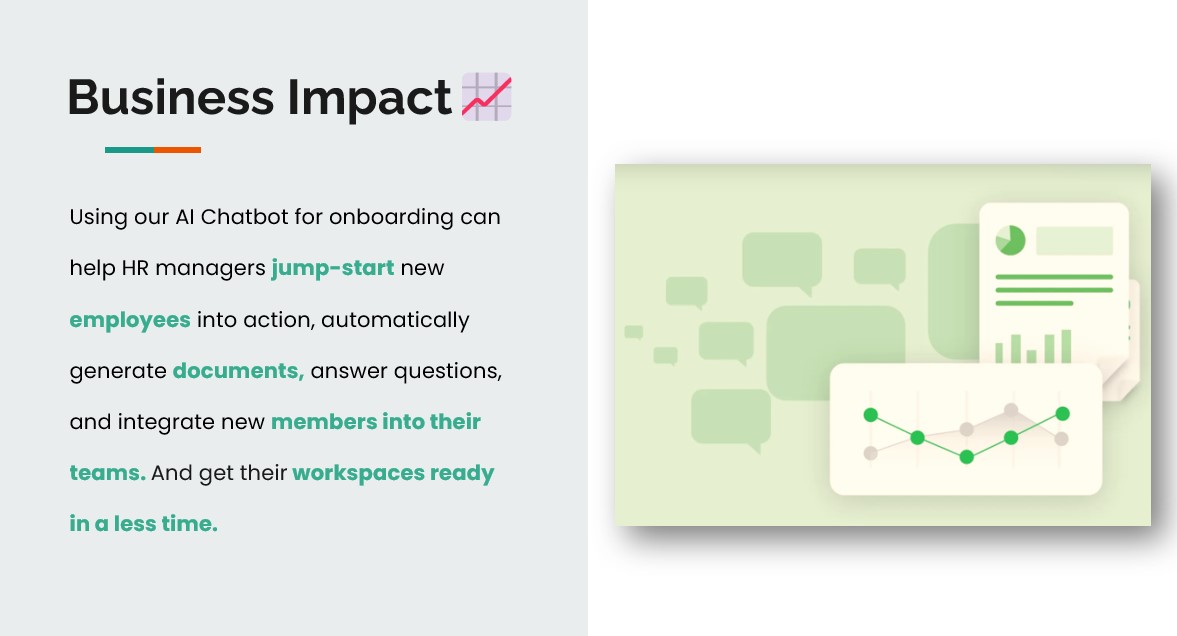 Business Impact
Using our AI Chatbot for onboarding can
help HR managers jump-start new
employees into action, automatically
generate documents, answer questions,
and integrate new members into their
teams. And get their workspaces ready
in a less time.